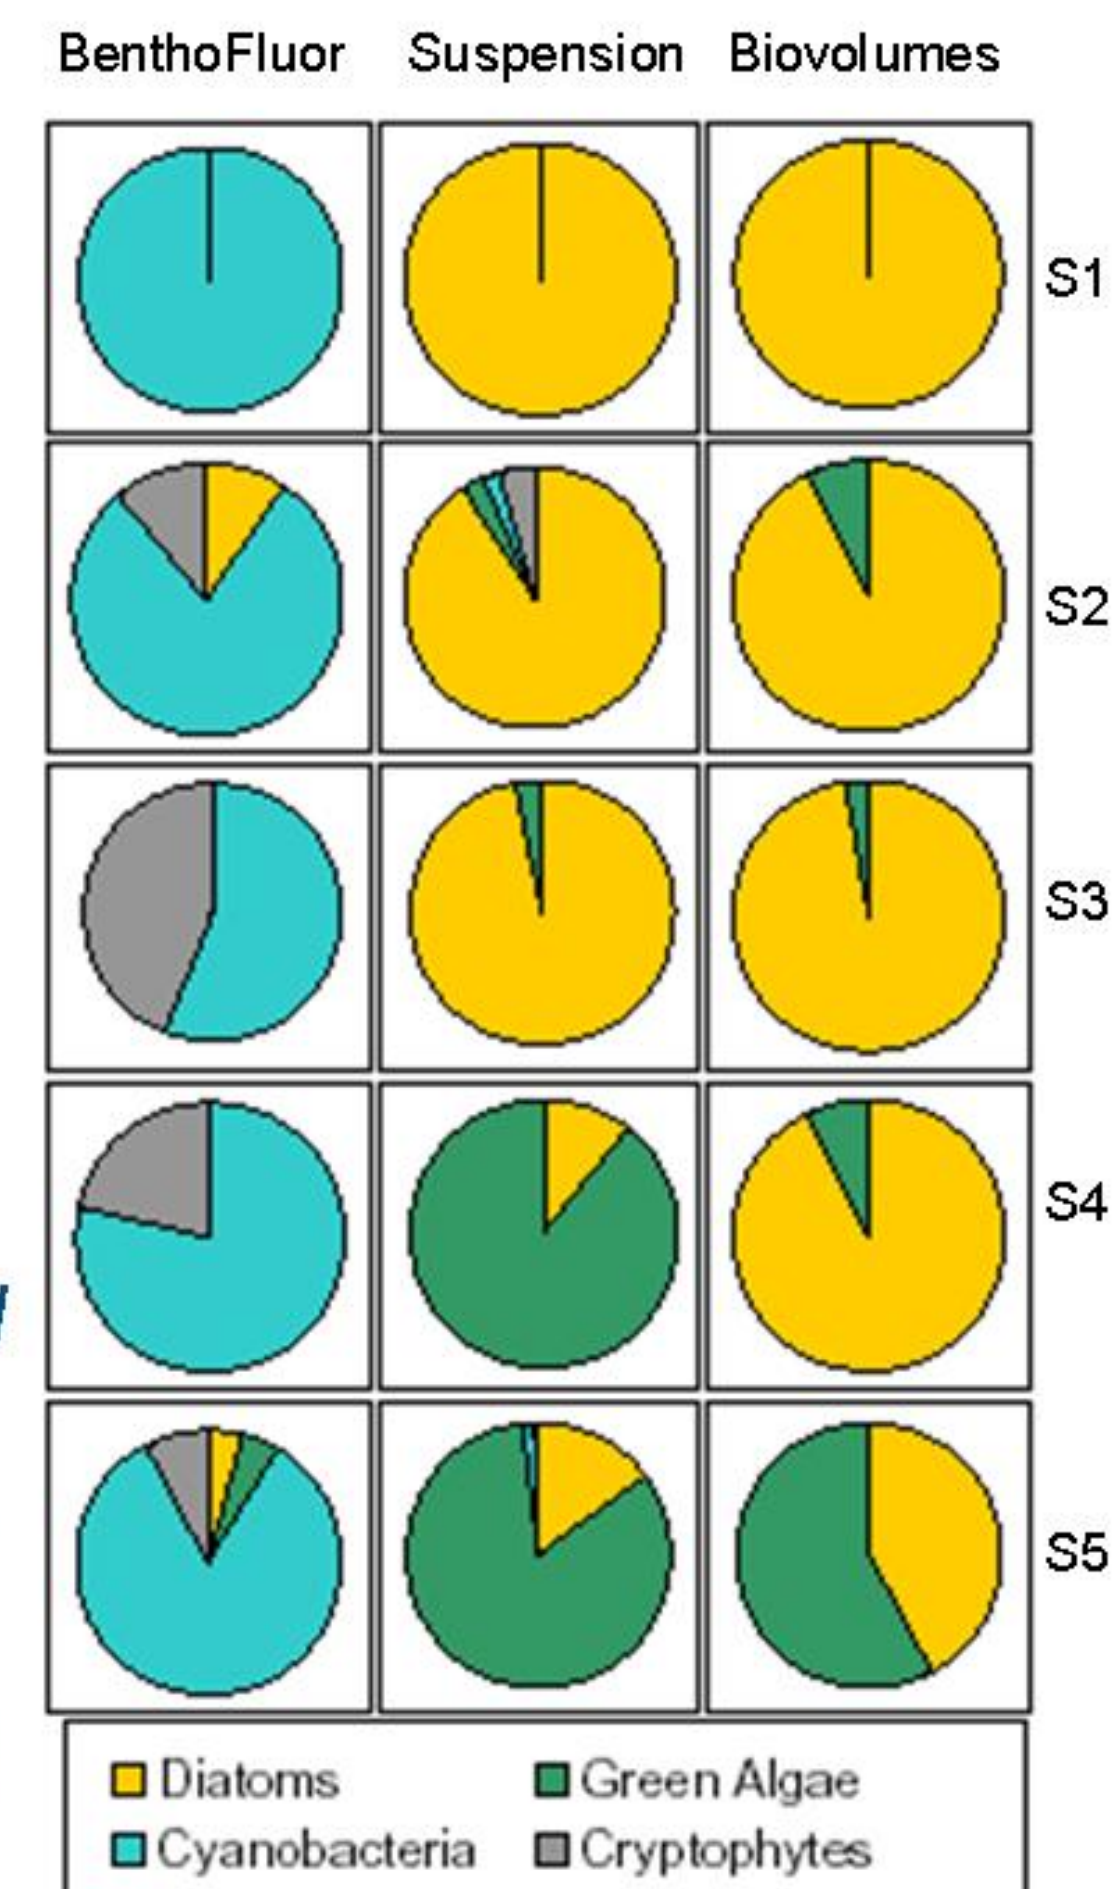 BenthoFluor Suspension Biovolumes
S1
S2
S3
S4
S5
Diatoms Green Algae
Cyanobacteria Cryptophytes